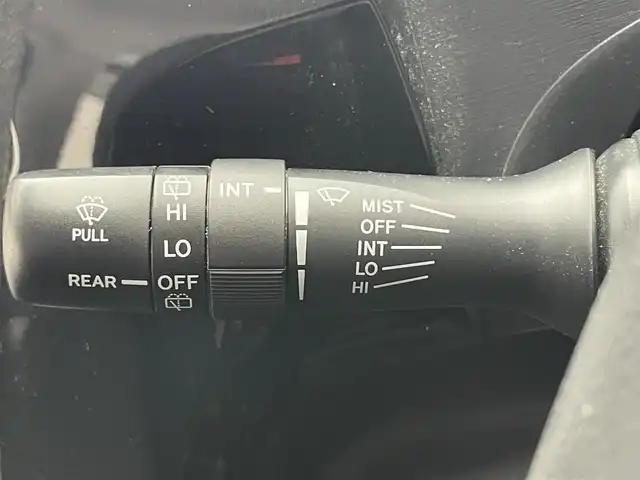 PULL
REAR
HI
LO
OFF
INT
MIST
OFF
INT
LO
HI